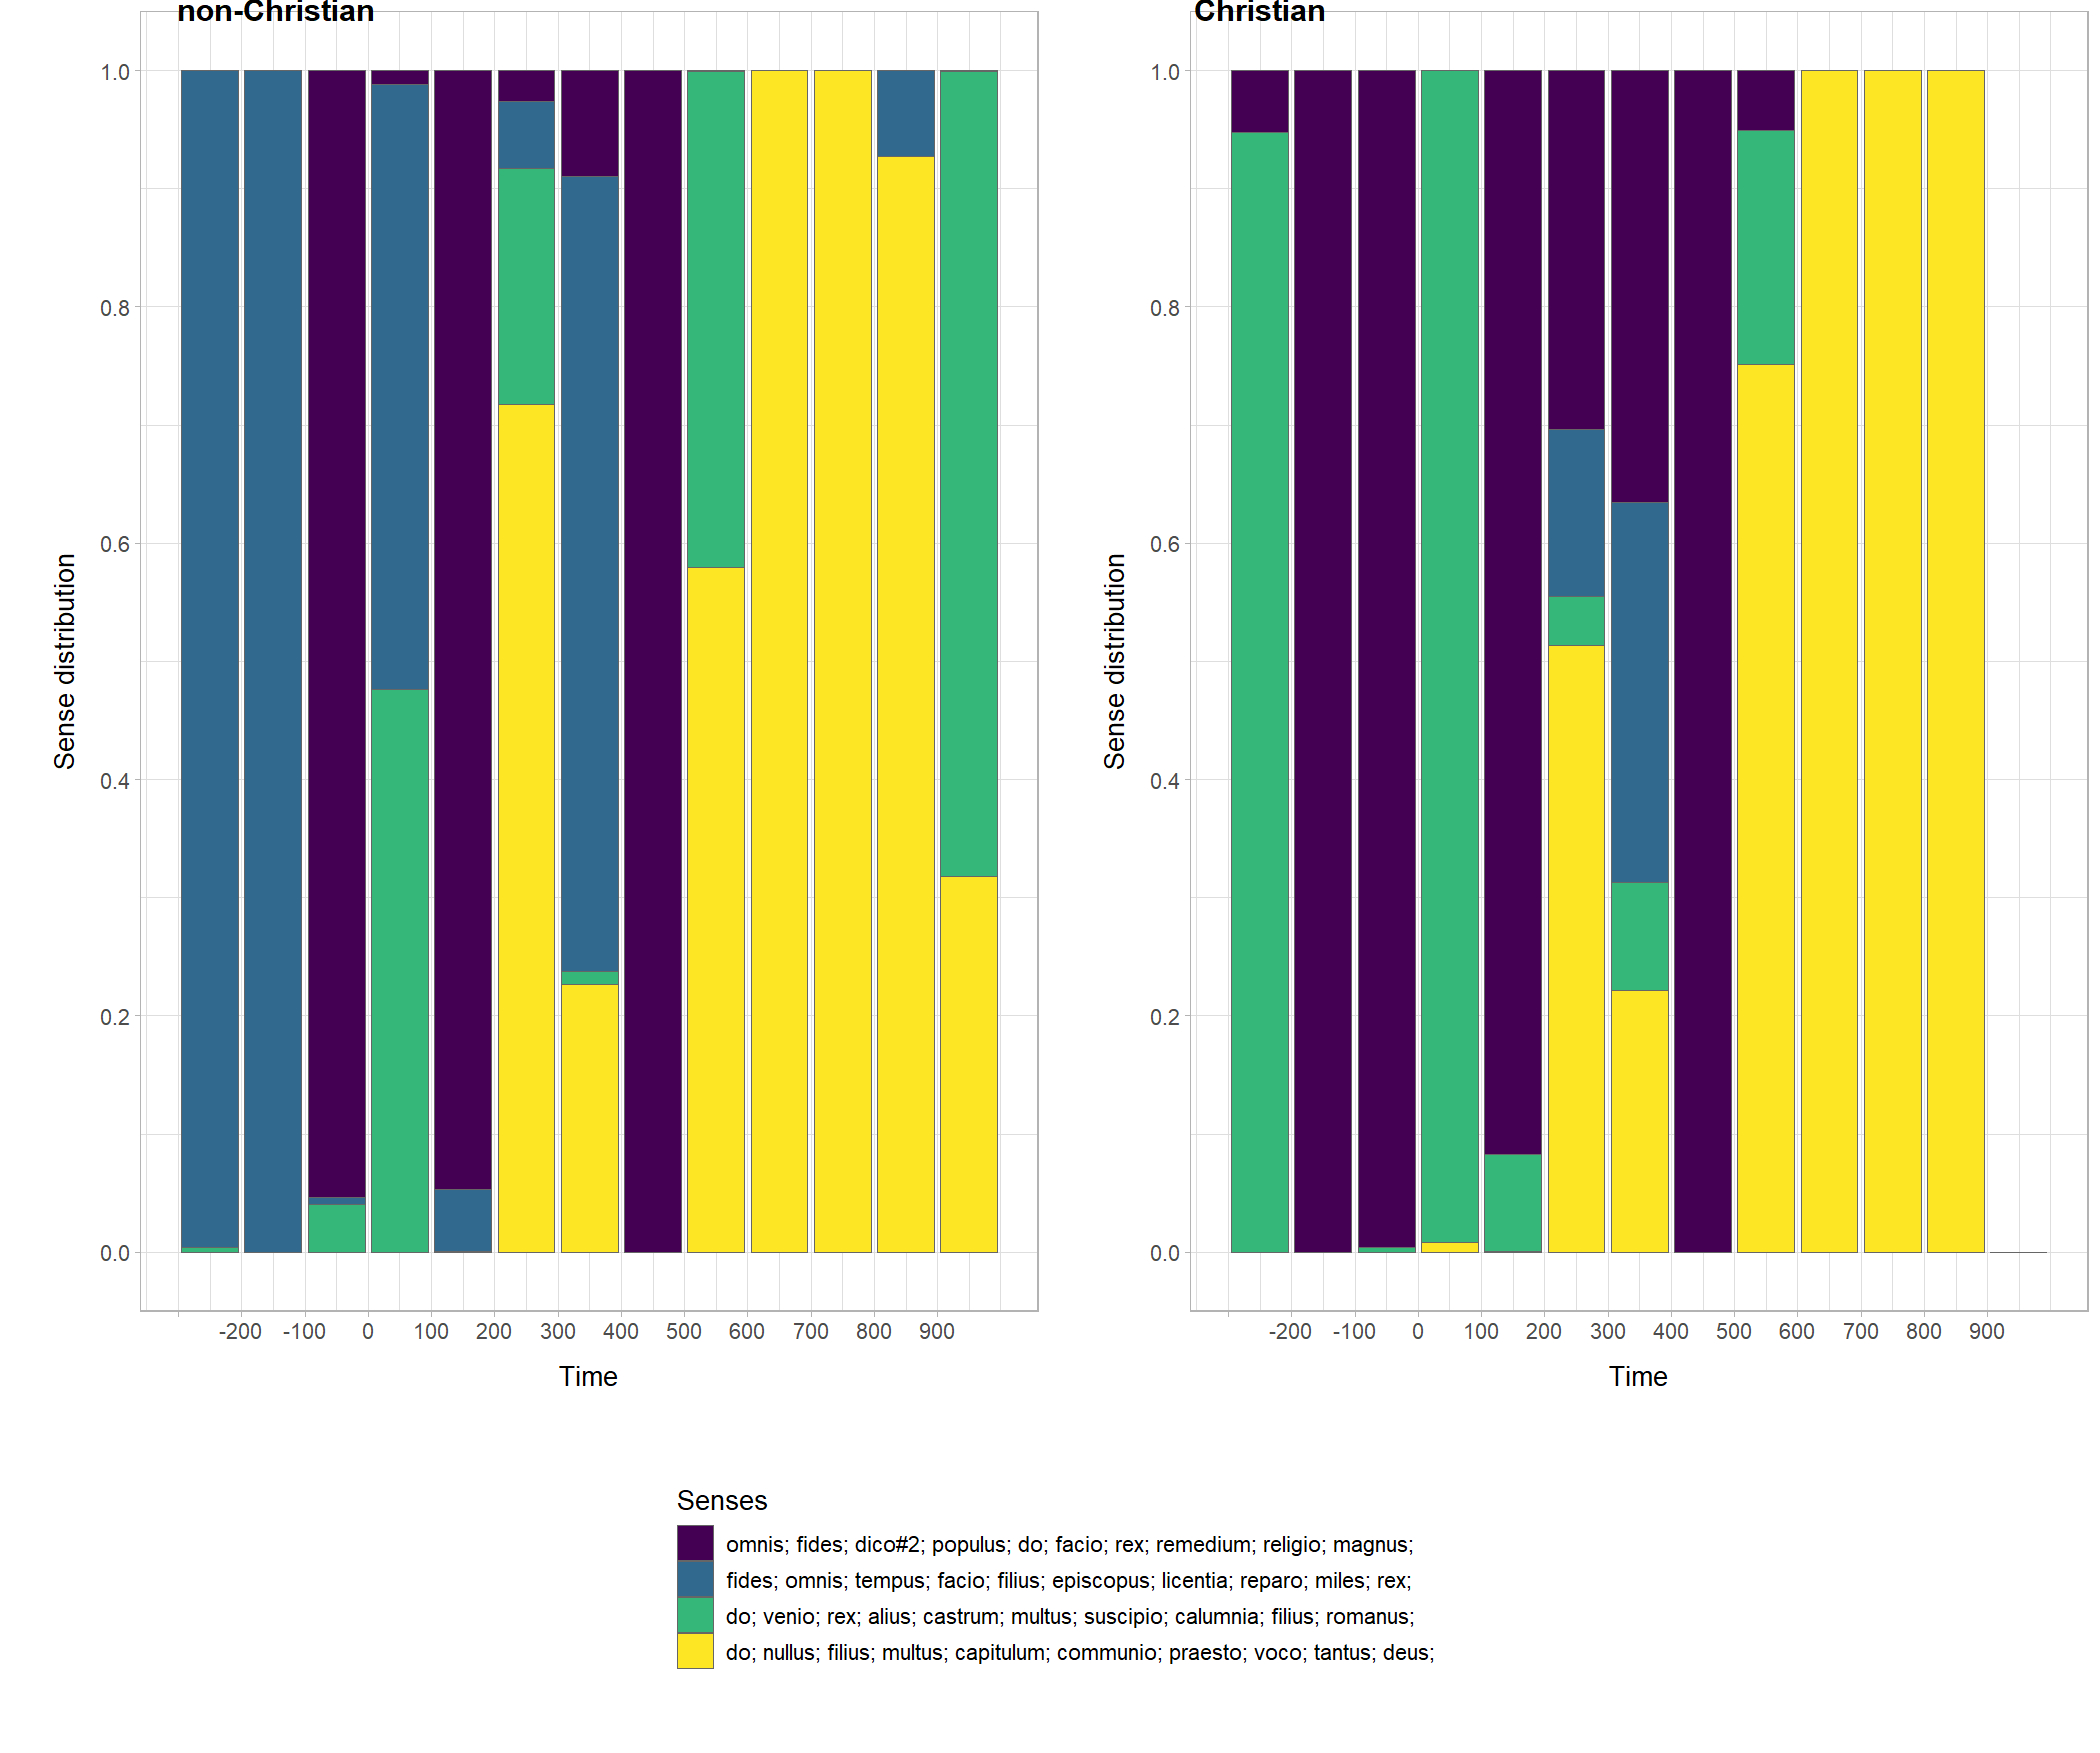 non-Christian
Christian
1.0
0.8
0.6
0.4
0.2
0.0
Sense distribution
-200 -100 0 100 200 300 400 500 600 700 800 900
Time
1.0
0.8
0.6
0.4
0.2
0.0
Sense distribution
-200 -100 0 100 200 300 400 500 600 700 800 900
Time
Senses
omnis; fides; dico#2; populus; do; facio; rex; remedium; religio; magnus;
fides; omnis; tempus; facio; filius; episcopus; licentia; reparo; miles; rex;
do; venio; rex; alius; castrum; multus; suscipio; calumnia; filius; romanus;
do; nullus; filius; multus; capitulum; communio; praesto; voco; tantus; deus;